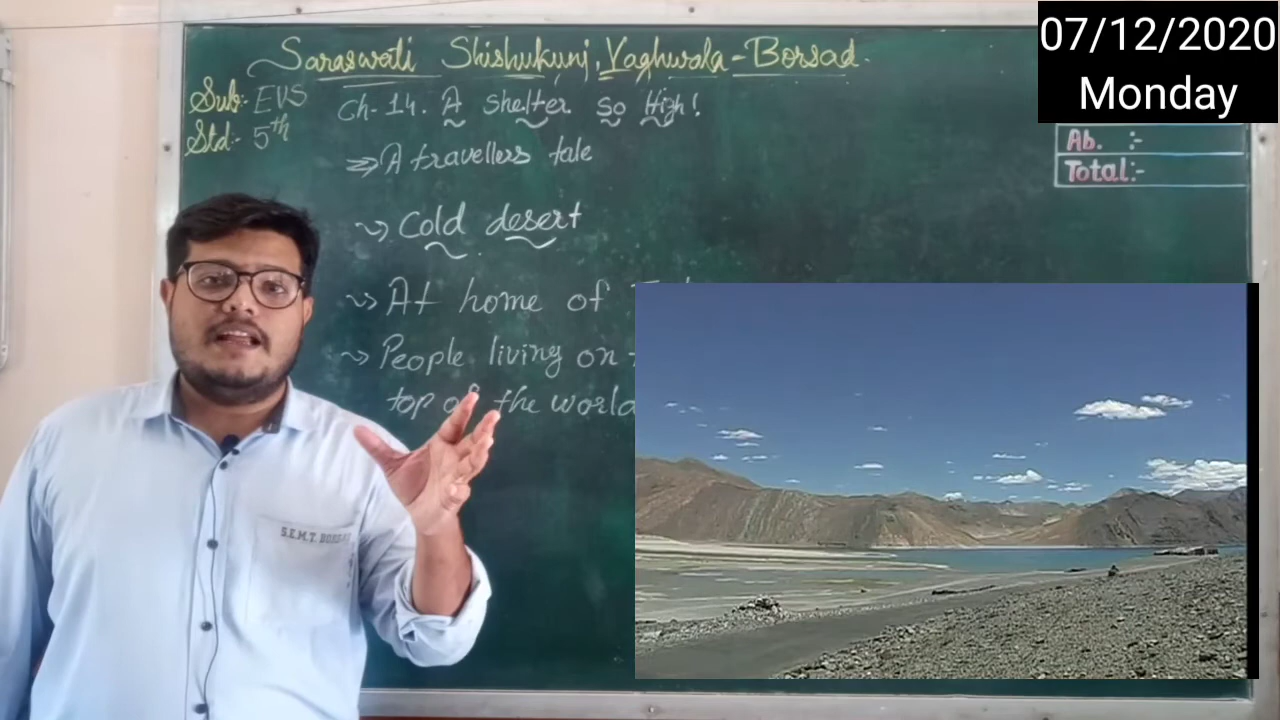 Saraswati Shishukunj, Vaghwala-Borsad.
07/12/2020
Monday
Sub:- EVS
Std:- 5th
Ch-14. A shelter so High!
⇒ A travellers tale
Ab. :-
Total:-
Cold desert
At home of
People living on
top of the world
S.E.M.T.